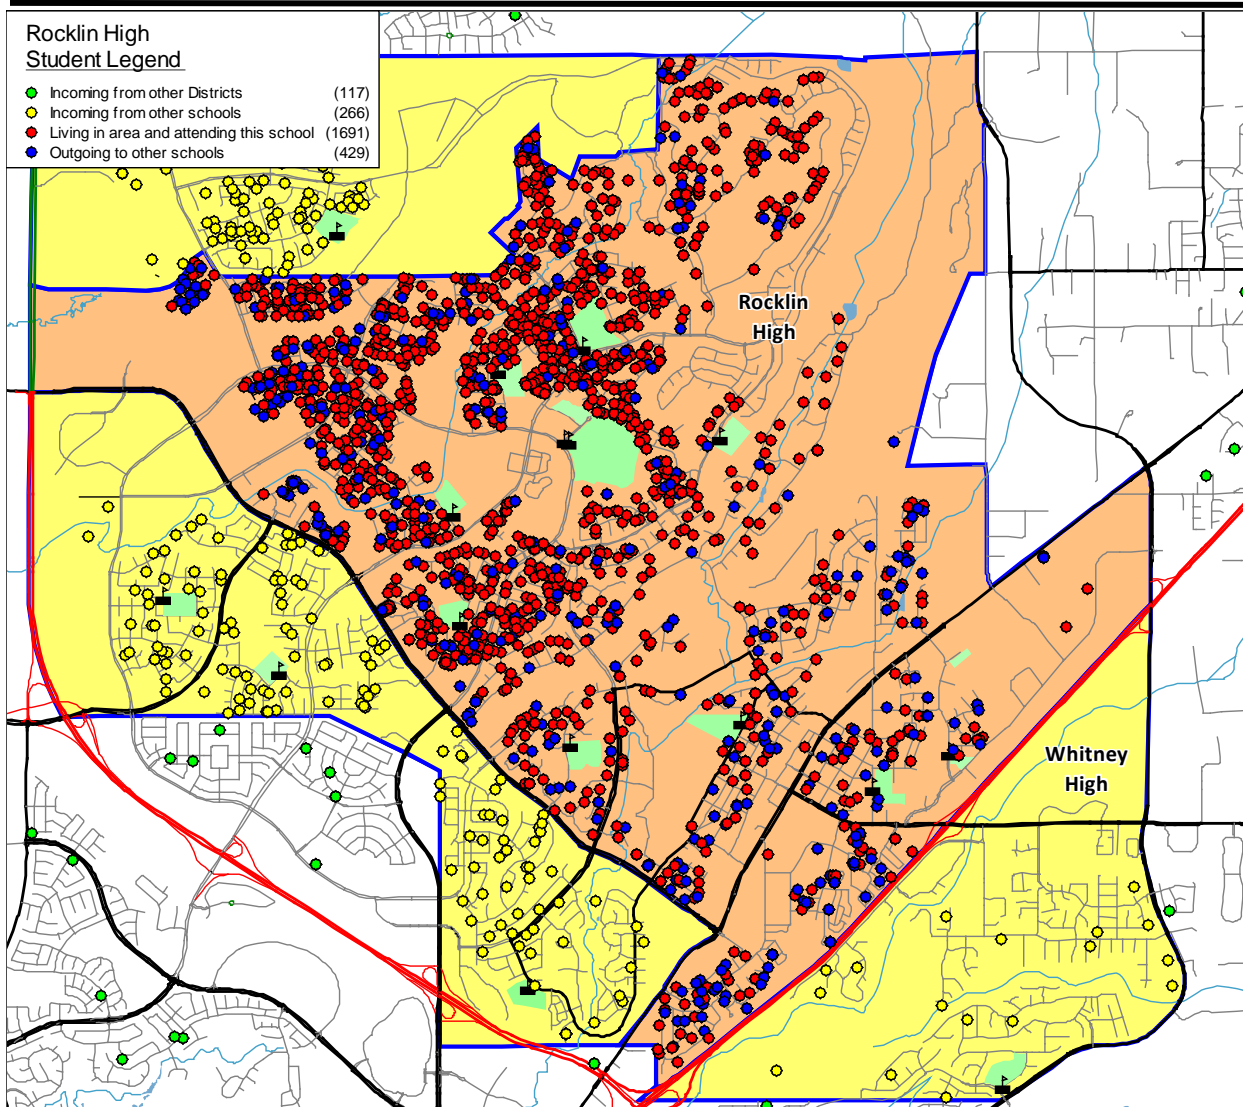 Rocklin High
Student Legend
Incoming from other Districts (117)
Incoming from other schools (266)
Living in area and attending this school (1691)
Outgoing to other schools (429)
Rocklin
High
Whitney
High